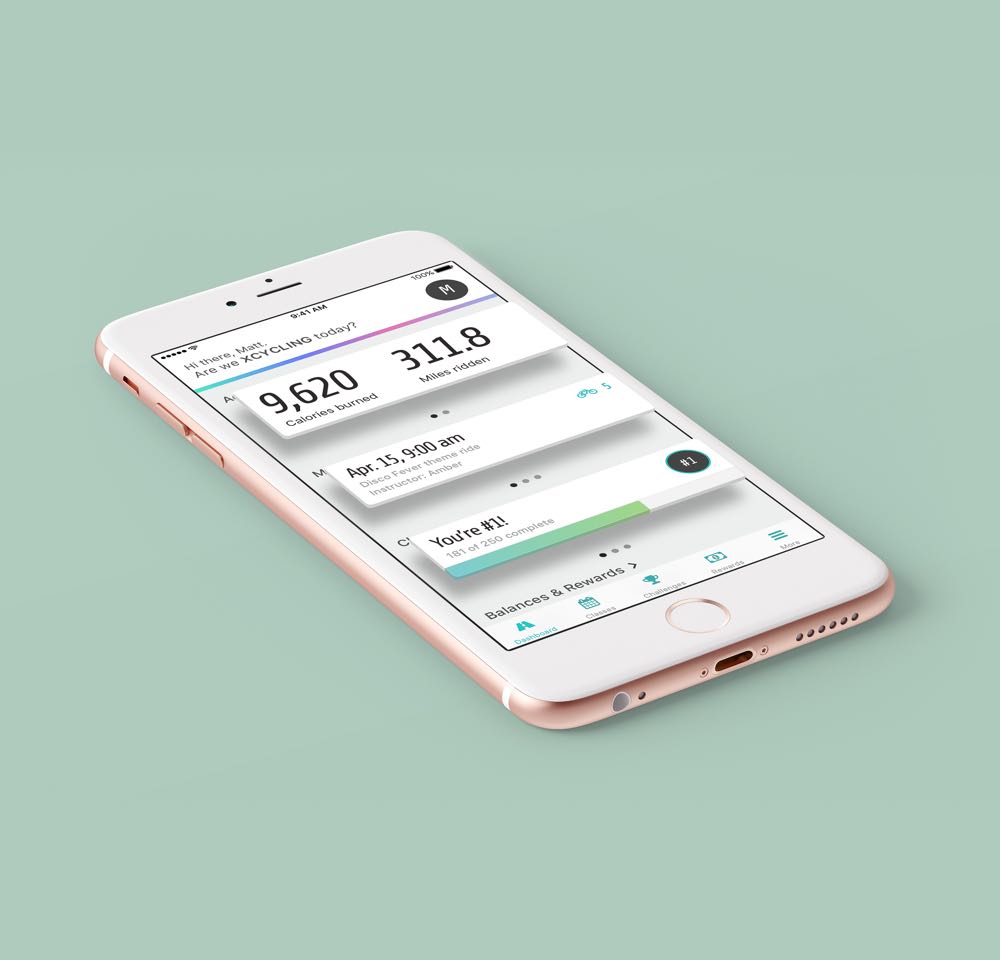 9:41 AM
100%
Hi there, Matt.
Are we XCYCLING today?
M
9,620
Calories burned
311.8
Miles ridden
Apr. 15, 9:00 am
Disco Fever theme ride
Instructor: Amber
5
You're #1!
181 of 250 complete
#1
Balances & Rewards >
Dashboard
Classes
Challenges
Rewards
More